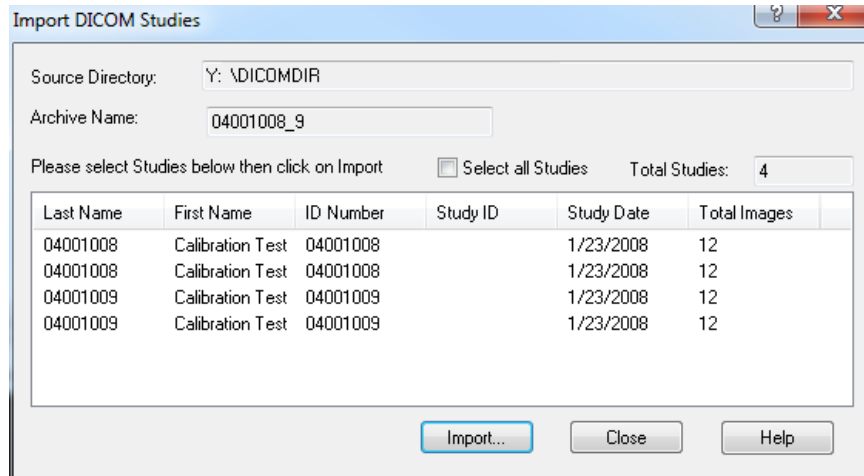 Import DICOM Studies
Source Directory: Y: \DICOMDIR
Archive Name: 04001008_9
Please select Studies below then click on Import Select all Studies Total Studies: 4
Last Name First Name ID Number Study ID Study Date Total Images
04001008 Calibration Test 04001008 1/23/2008 12
04001008 Calibration Test 04001008 1/23/2008 12
04001009 Calibration Test 04001009 1/23/2008 12
04001009 Calibration Test 04001009 1/23/2008 12
Import... Close Help